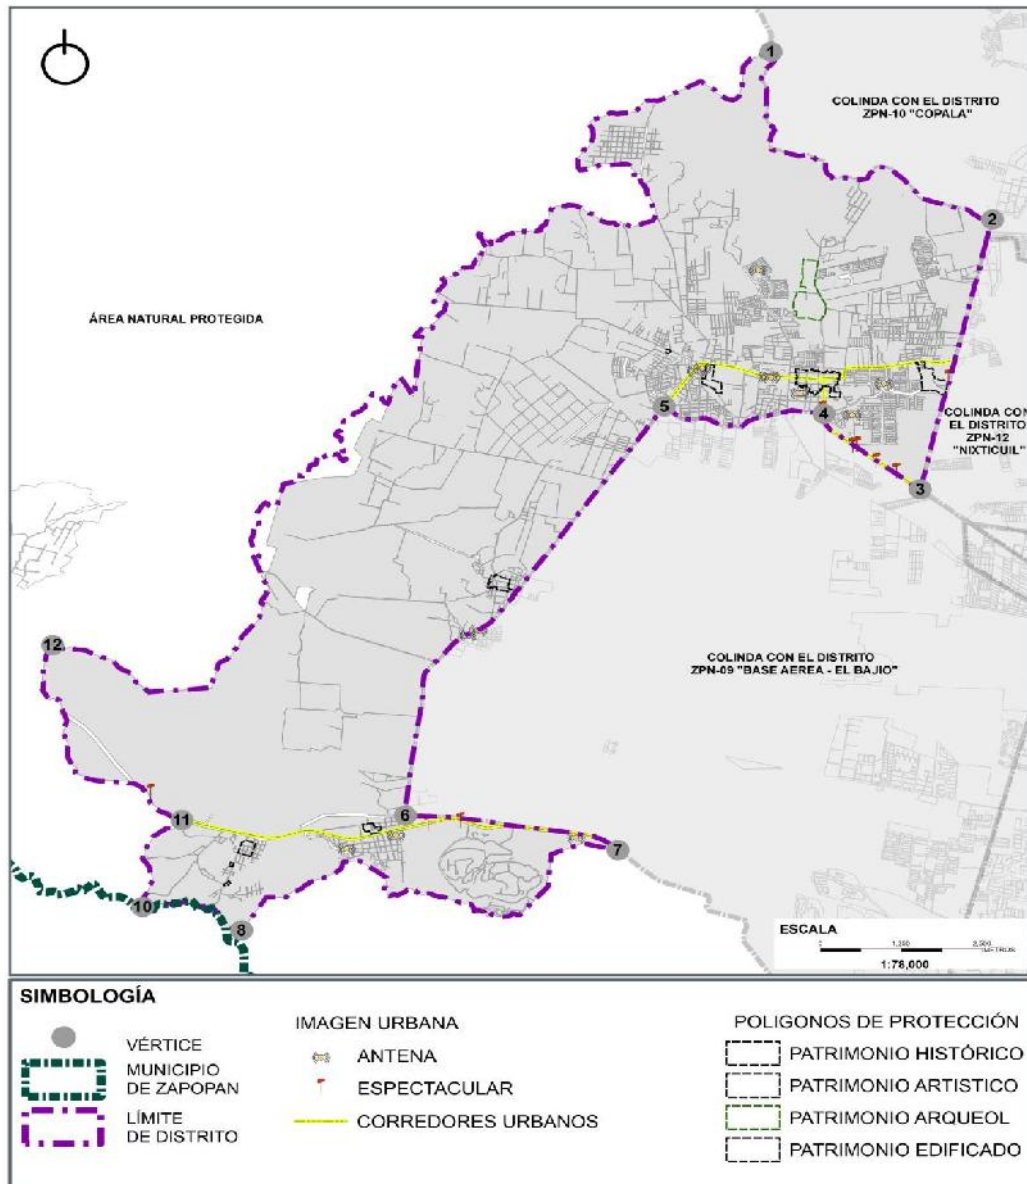 1
COLINDA CON EL DISTRITO
ZPN-10 "COPALA"
2
ÁREA NATURAL PROTEGIDA
5
4
COLINDA CON
EL DISTRITO
ZPN-12
"NIXTICUIL"
3
12
COLINDA CON EL DISTRITO
ZPN-09 "BASE AEREA - EL BAJIO"
11
6
7
10
8
ESCALA
0
METROS
1:78,000
SIMBOLOGÍA
VÉRTICE
MUNICIPIO
DE ZAPOPAN
LÍMITE
DE DISTRITO
IMAGEN URBANA
ANTENA
ESPECTACULAR
CORREDORES URBANOS
POLIGONOS DE PROTECCIÓN
PATRIMONIO HISTÓRICO
PATRIMONIO ARTISTICO
PATRIMONIO ARQUEOL
PATRIMONIO EDIFICADO